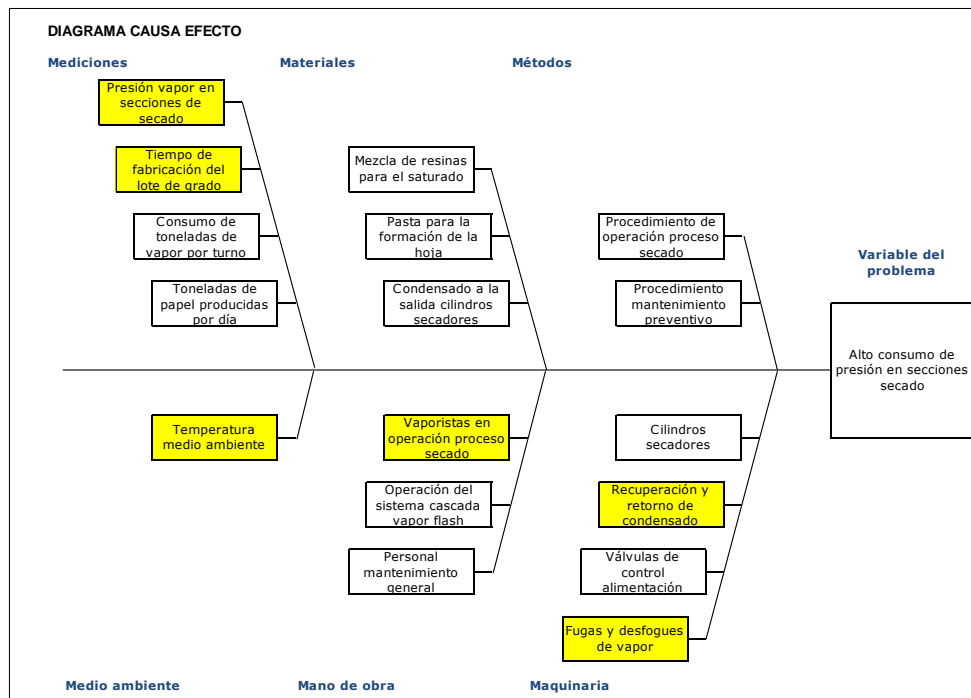 DIAGRAMA CAUSA EFECTO
Mediciones
Materiales
Métodos
Presión vapor en
secciones de
secado
Tiempo de
fabricación del
lote de grado
Consumo de
toneladas de
vapor por turno
Toneladas de
papel producidas
por día
Mezcla de resinas
para el saturado
Pasta para la
formación de la
hoja
Condensado a la
salida cilindros
secadores
Procedimiento de
operación proceso
secado
Procedimiento
mantenimiento
preventivo
Variable del
problema
Alto consumo de
presión en secciones
secado
Temperatura
medio ambiente
Vaporistas en
operación proceso
secado
Operación del
sistema cascada
vapor flash
Personal
mantenimiento
general
Cilindros
secadores
Recuperación y
retorno de
condensado
Válvulas de
control
alimentación
Fugas y desfogues
de vapor
Medio ambiente
Mano de obra
Maquinaria